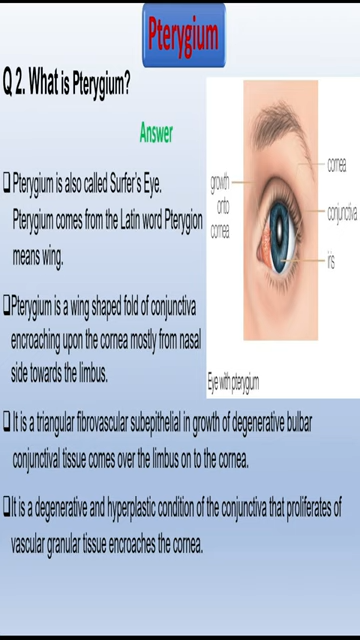 Pterygium
Q 2. What is Pterygium?
Answer
❑ Pterygium is also called Surfer's Eye.
Pterygium comes from the Latin word Pterygion
means wing.
❑Pterygium is a wing shaped fold of conjunctiva
encroaching upon the cornea mostly from nasal
side towards the limbus.
growth
onto
cornea
cornea
conjunctiva
iris
Eye with pterygium
❑ It is a triangular fibrovascular subepithelial in growth of degenerative bulbar
conjunctival tissue comes over the limbus on to the cornea.
❑It is a degenerative and hyperplastic condition of the conjunctiva that proliferates of
vascular granular tissue encroaches the cornea.